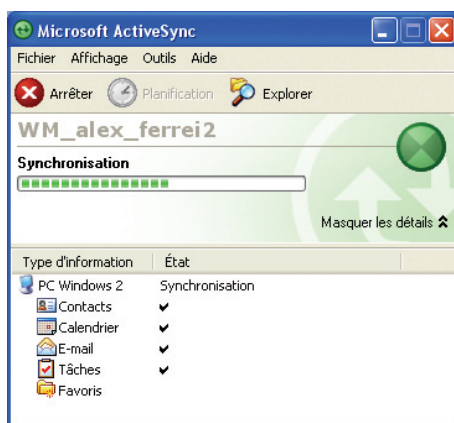 Microsoft ActiveSync
Fichier Affichage Outils Aide
Arrêter Planification Explorer
WM_alex_ferrei2
Synchronisation
Masquer les détails
Type d'information État
PC Windows 2 Synchronisation
Contacts
Calendrier
E-mail
Tâches
Favoris